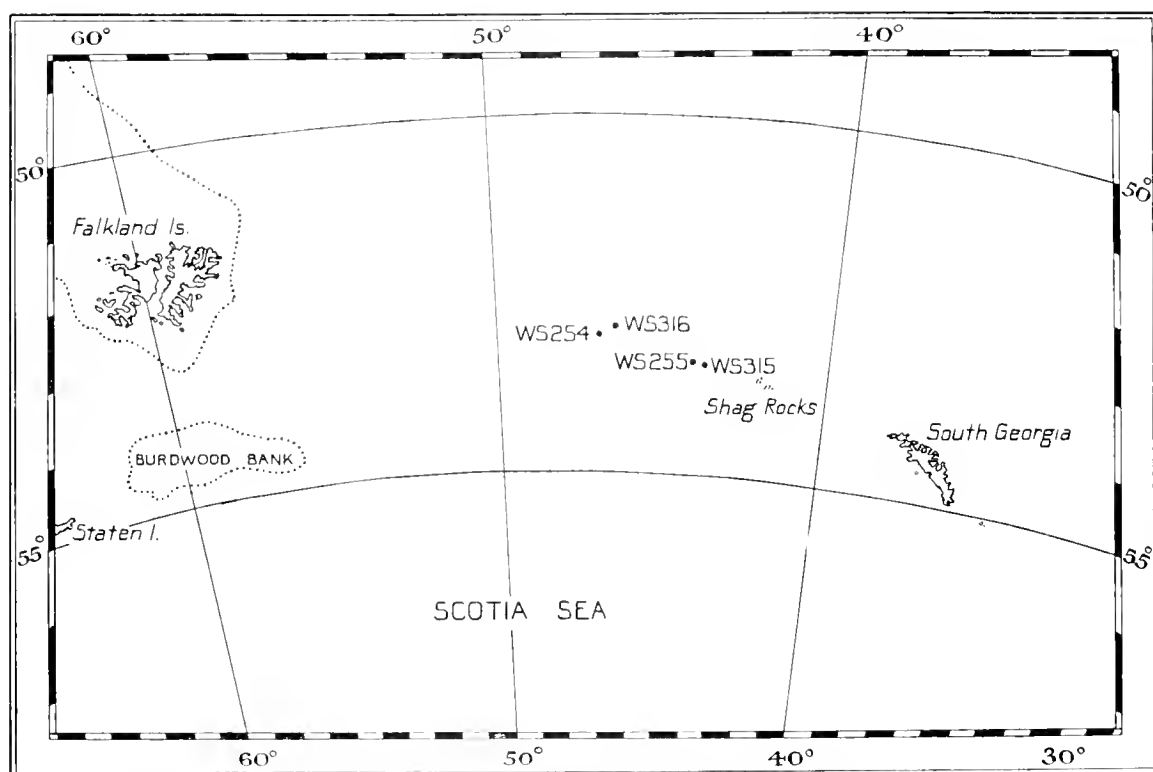 60° 50° 40°
50° 50°
Falkland Is.
WS254 WS316
WS255 WS315
Shag Rocks
South Georgia
BURDWOOD BANK
Staten I.
55° 55°
SCOTIA SEA
60° 50° 40° 30°